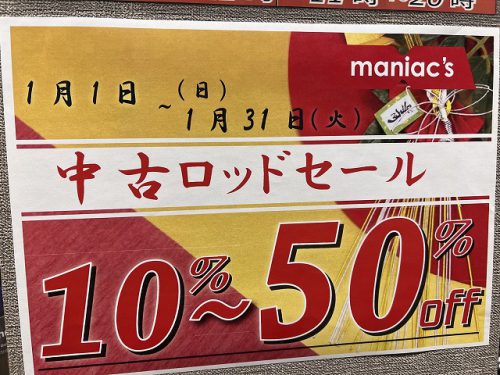 maniac's
1月1日(日)
~1月31日(火)
中古ロッドセール
10%~50%off